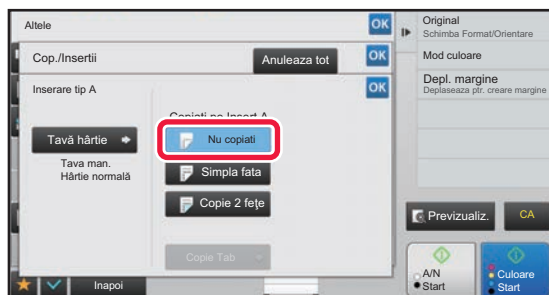 Altele
OK
Cop./Insertii
Anuleaza tot
OK
Inserare tip A
OK
Copiati pe Insert A
Tavă hârtie
Tava man.
Hârtie normală
Nu copiati
Simpla fata
Copie 2 feţe
Copie Tab
Inapoi
Original
Schimba Format/Orientare
Mod culoare
Depl. margine
Deplaseaza ptr. creare margine
Previzualiz.
CA
A/N
Start
Culoare
Start